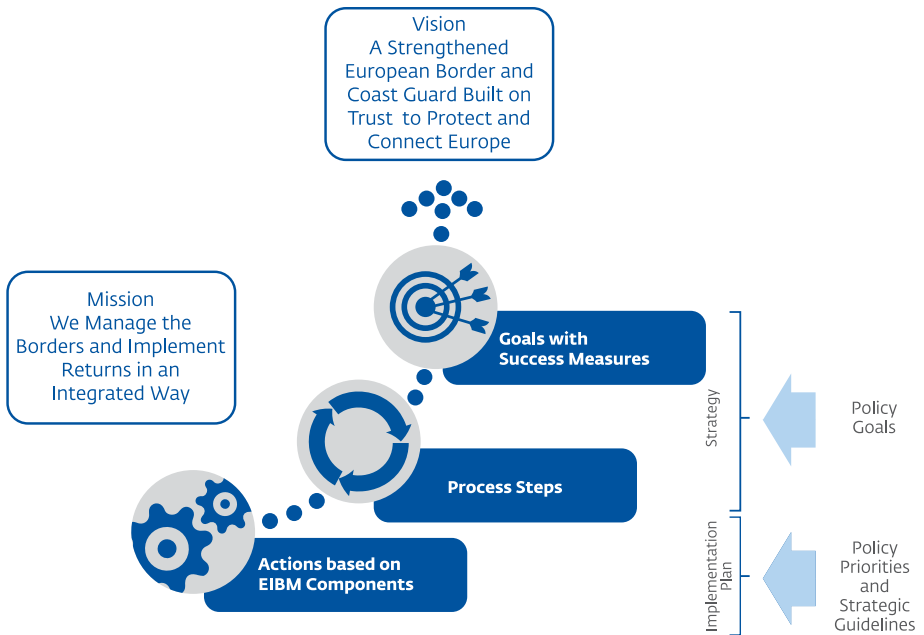 Vision
A Strengthened
European Border and
Coast Guard Built on
Trust to Protect and
Connect Europe
Mission
We Manage the
Borders and Implement
Returns in an
Integrated Way
Goals with
Success Measures
Process Steps
Actions based on
EIBM Components
Strategy
Policy
Goals
Implementation
Plan
Policy
Priorities
and
Strategic
Guidelines